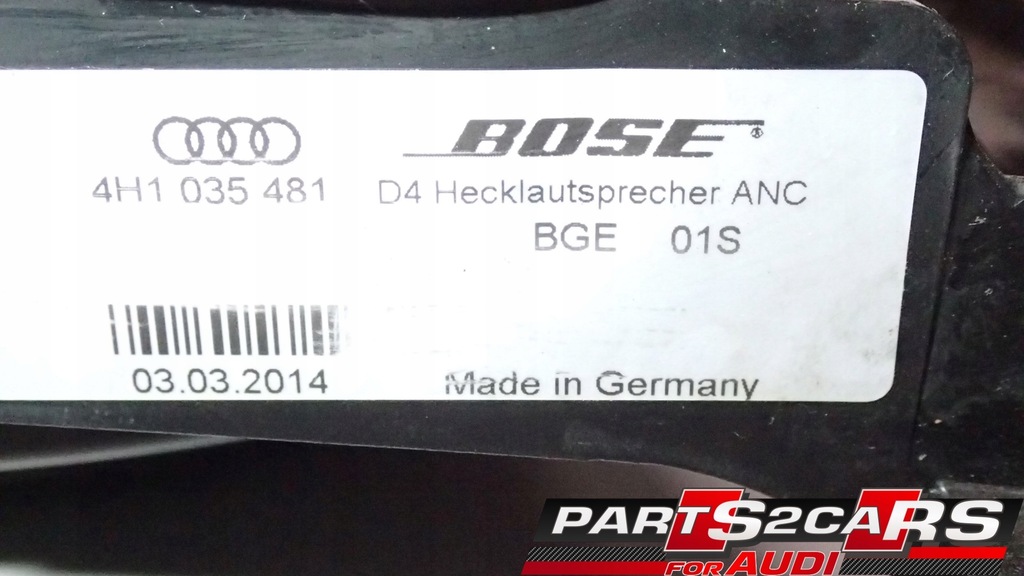 BOSE®
4H1 035 481 D4 Hecklautsprecher ANC
BGE 01S
03.03.2014 Made in Germany
PARTS2CARS
FOR AUDI